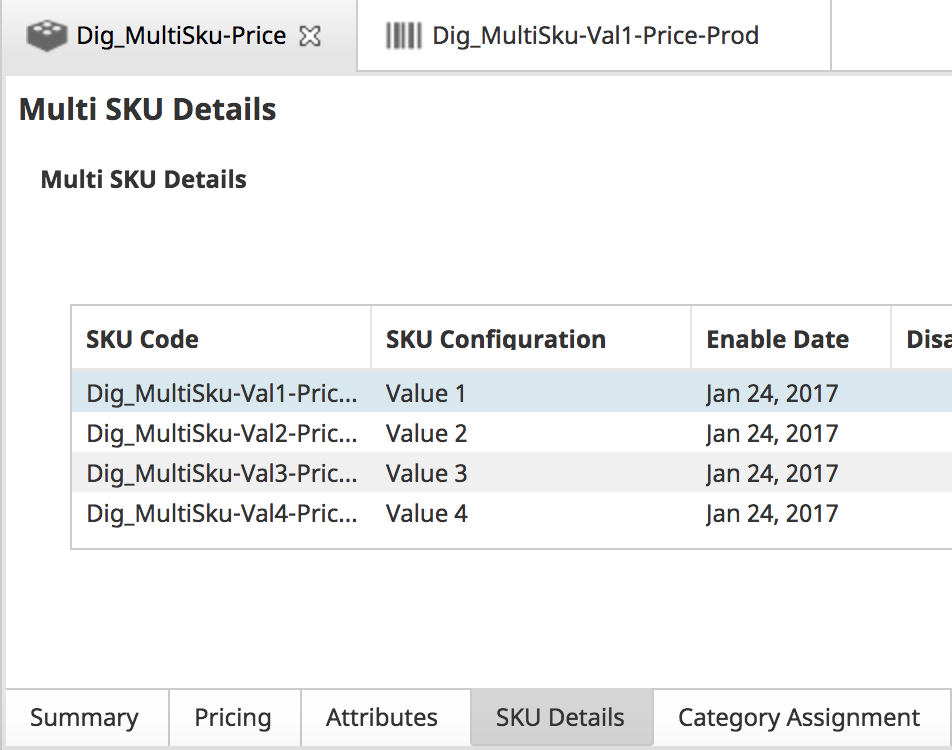 Dig_MultiSku-Price Dig_MultiSku-Val1-Price-Prod
Multi SKU Details
Multi SKU Details
SKU Code SKU Configuration Enable Date Disa
Dig_MultiSku-Val1-Pric... Value 1 Jan 24, 2017
Dig_MultiSku-Val2-Pric... Value 2 Jan 24, 2017
Dig_MultiSku-Val3-Pric... Value 3 Jan 24, 2017
Dig_MultiSku-Val4-Pric... Value 4 Jan 24, 2017
Summary Pricing Attributes SKU Details Category Assignment